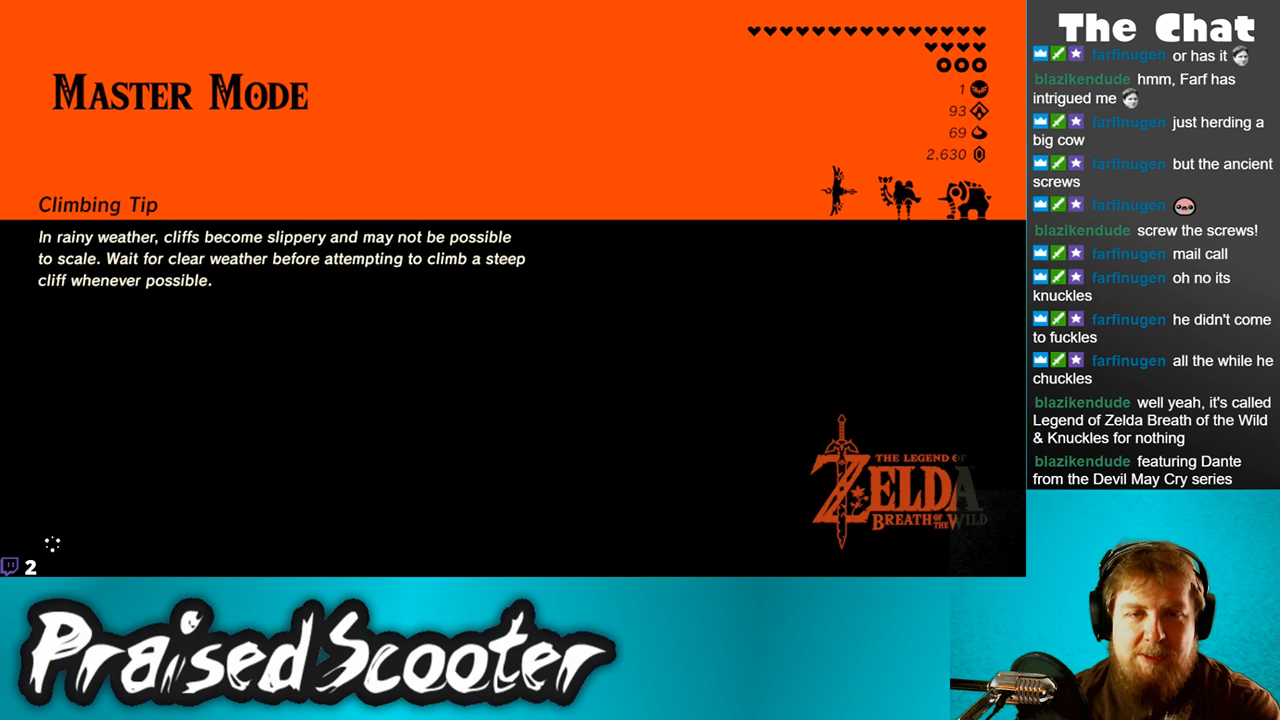 Master Mode
1
93
69
2,630
Climbing Tip
In rainy weather, cliffs become slippery and may not be possible
to scale. Wait for clear weather before attempting to climb a steep
cliff whenever possible.
THE LEGEND OF
ZELDA
BREATH OF THE WILD
2
PraisedScooter
The Chat
farfinugen or has it
blazikendude hmm, Farf has
intrigued me
farfinugen just herding a
big cow
farfinugen but the ancient
screws
farfinugen
blazikendude screw the screws!
farfinugen mail call
farfinugen oh no its
knuckles
farfinugen he didn't come
to fuckles
farfinugen all the while he
chuckles
blazikendude well yeah, it's called
Legend of Zelda Breath of the Wild
& Knuckles for nothing
blazikendude featuring Dante
from the Devil May Cry series